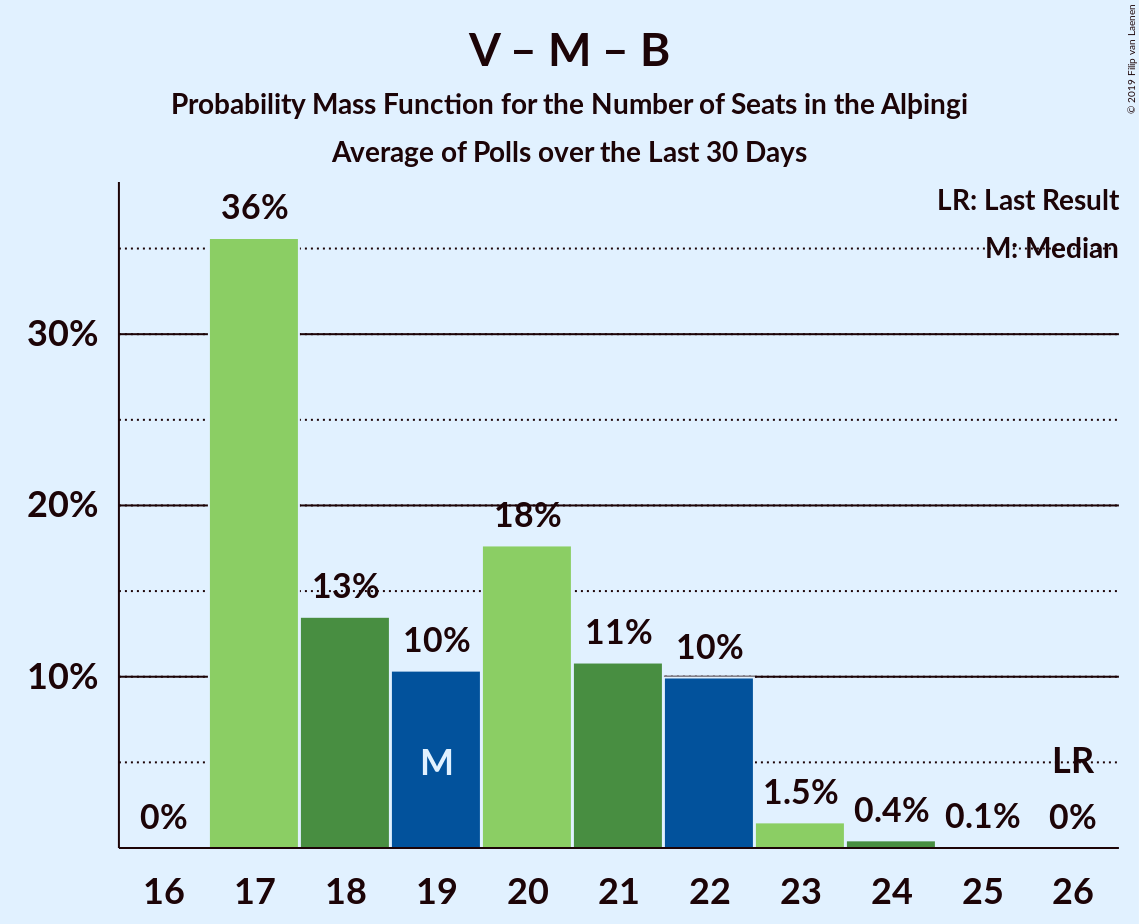 V – M – B
Probability Mass Function for the Number of Seats in the Alþingi
Average of Polls over the Last 30 Days
© 2019 Filip van Laenen
LR: Last Result
M: Median
36%
30%
20%
18%
13%
10%
11%
10%
10%
M
LR
1.5%
0.4%
0.1%
0%
0%
16 17 18 19 20 21 22 23 24 25 26